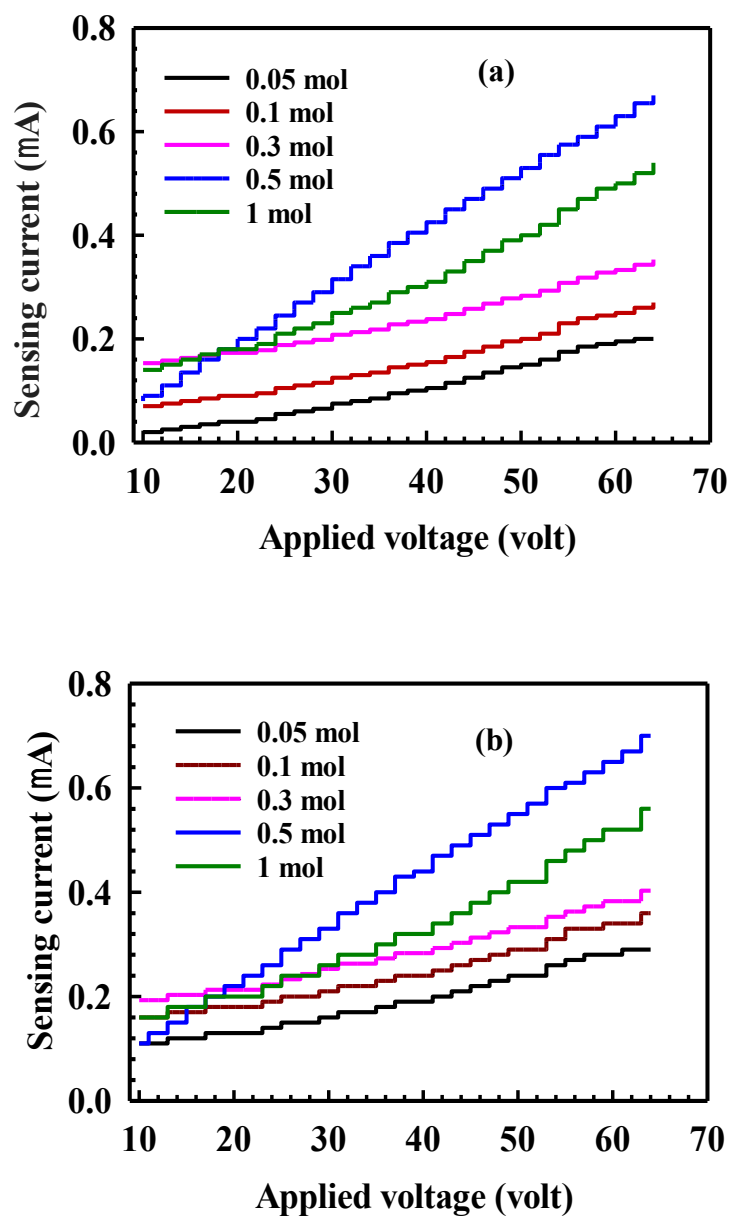 0.8
(a)
0.05 mol
0.1 mol
0.3 mol
0.5 mol
1 mol
0.6
0.4
0.2
0.0
Sensing current (mA)
10 20 30 40 50 60 70
Applied voltage (volt)
0.8
(b)
0.05 mol
0.1 mol
0.3 mol
0.5 mol
1 mol
0.6
0.4
0.2
0.0
Sensing current (mA)
10 20 30 40 50 60 70
Applied voltage (volt)